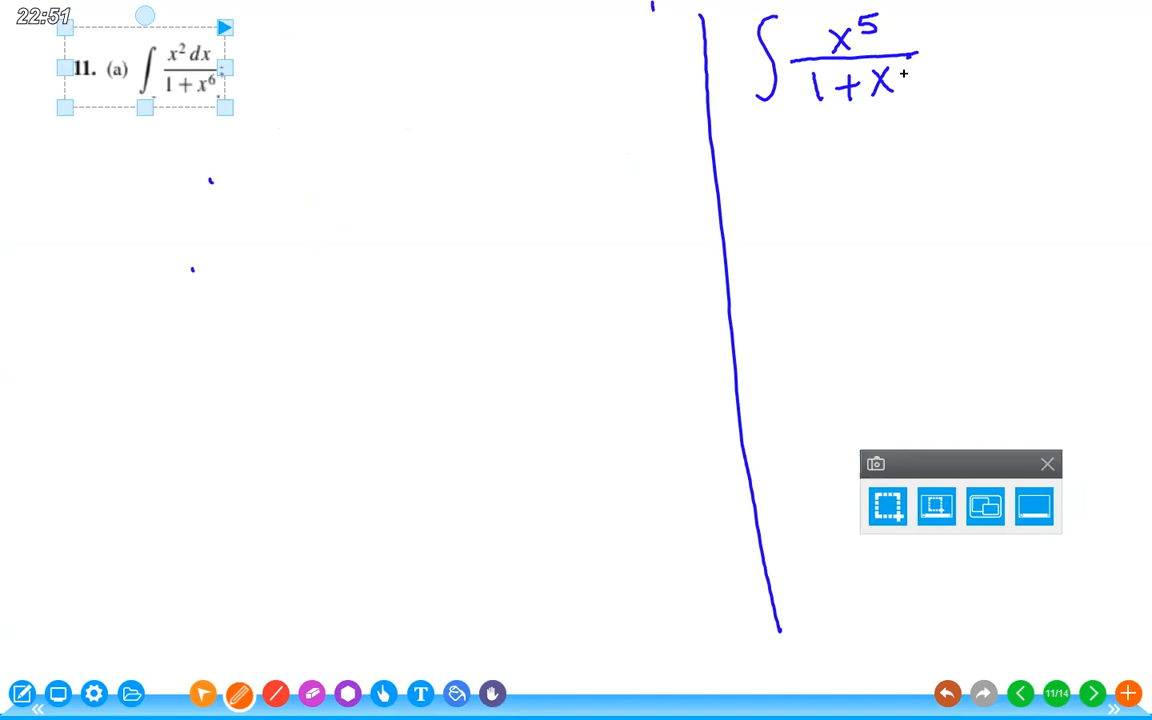 22:51
11. (a) ∫ x² dx / 1 + x⁶ ;
∫ x⁵ / 1 + x
T
11/14